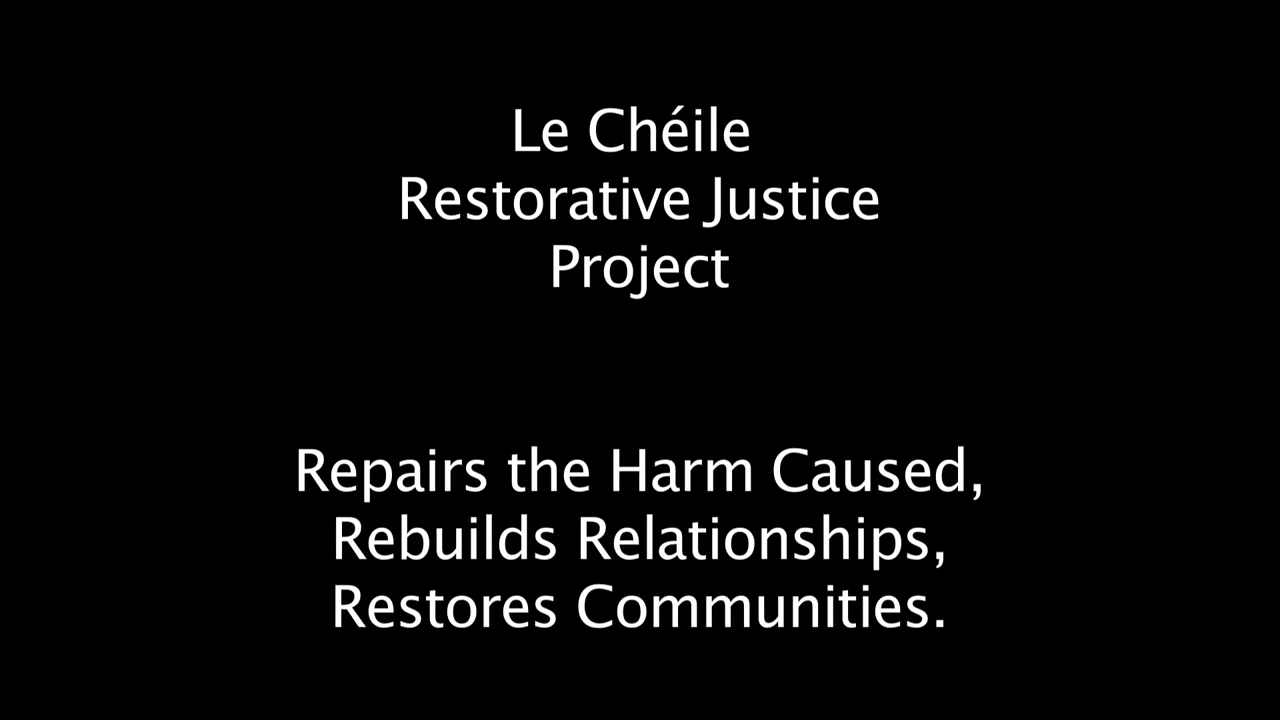 Le Chéile
Restorative Justice
Project
Repairs the Harm Caused,
Rebuilds Relationships,
Restores Communities.